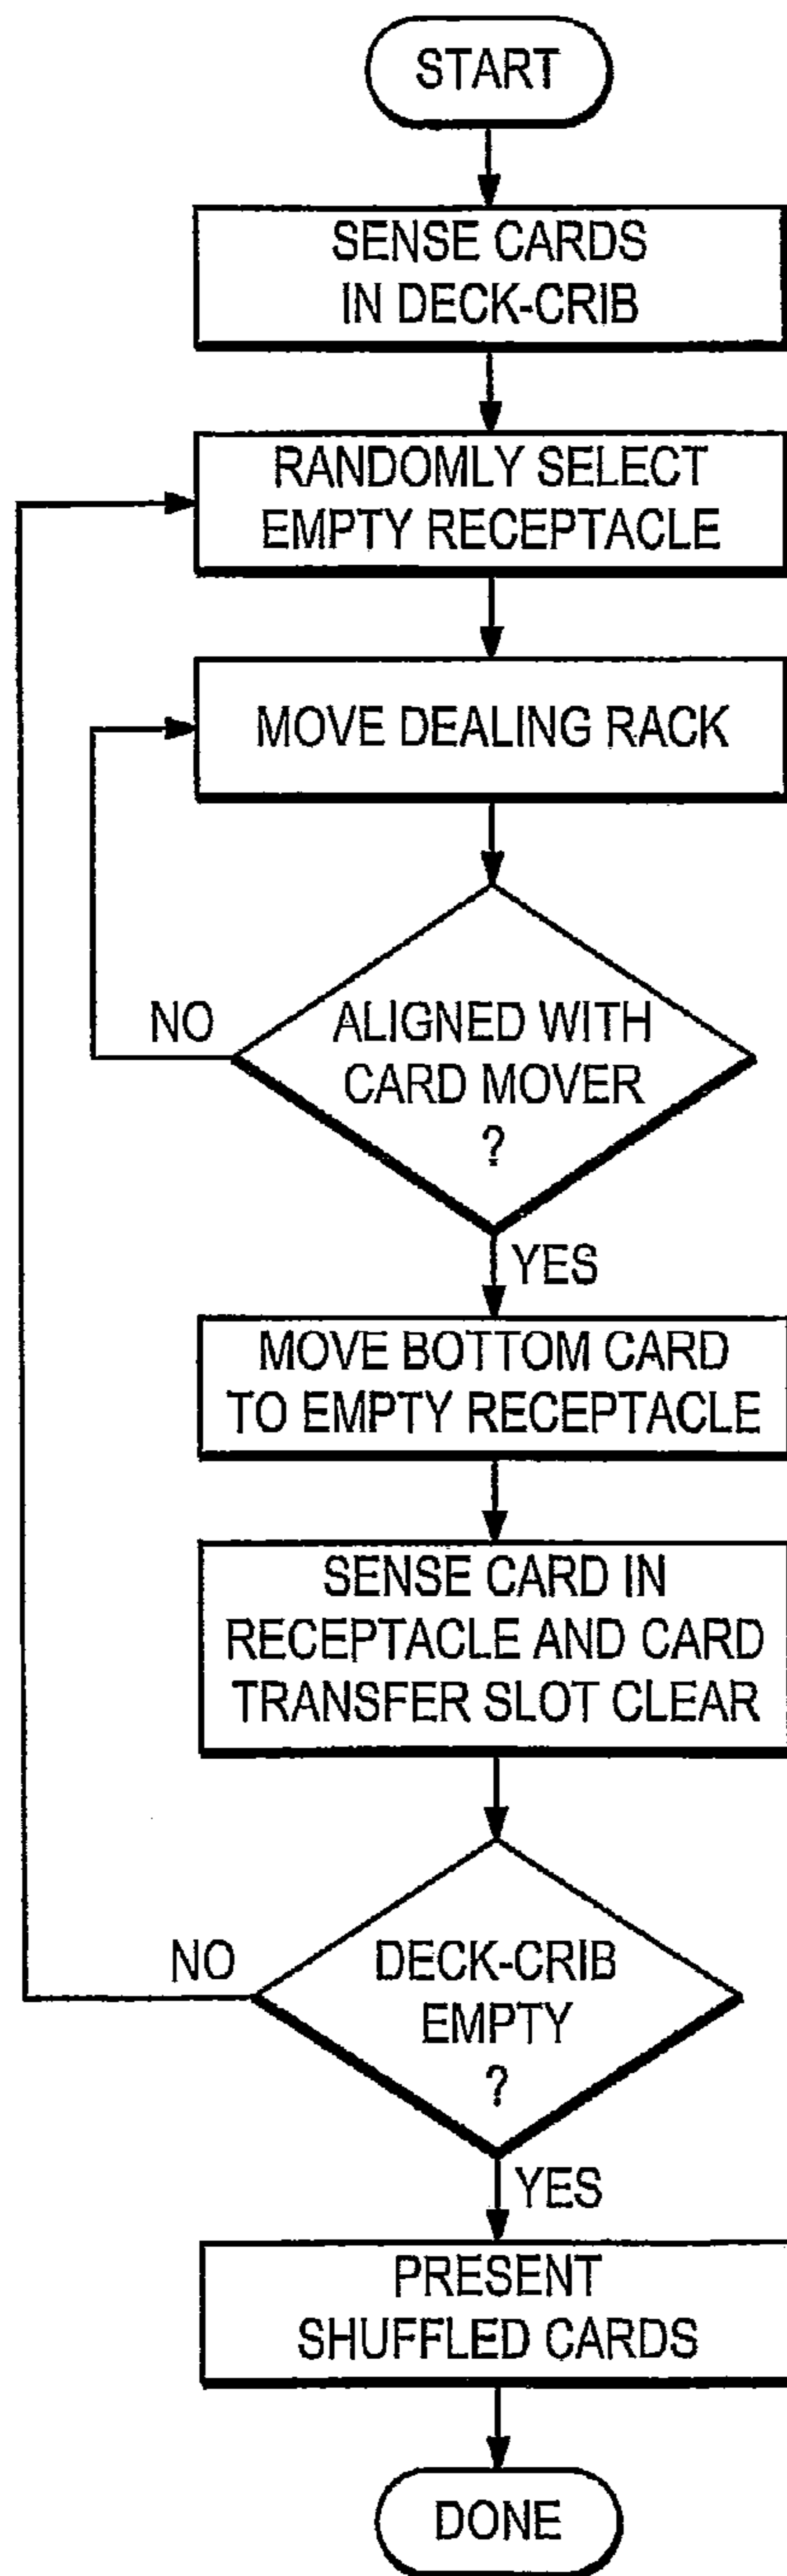 START
SENSE CARDS
IN DECK-CRIB
RANDOMLY SELECT
EMPTY RECEPTACLE
MOVE DEALING RACK
NO
ALIGNED WITH
CARD MOVER
?
YES
MOVE BOTTOM CARD
TO EMPTY RECEPTACLE
SENSE CARD IN
RECEPTACLE AND CARD
TRANSFER SLOT CLEAR
NO
DECK-CRIB
EMPTY
?
YES
PRESENT
SHUFFLED CARDS
DONE